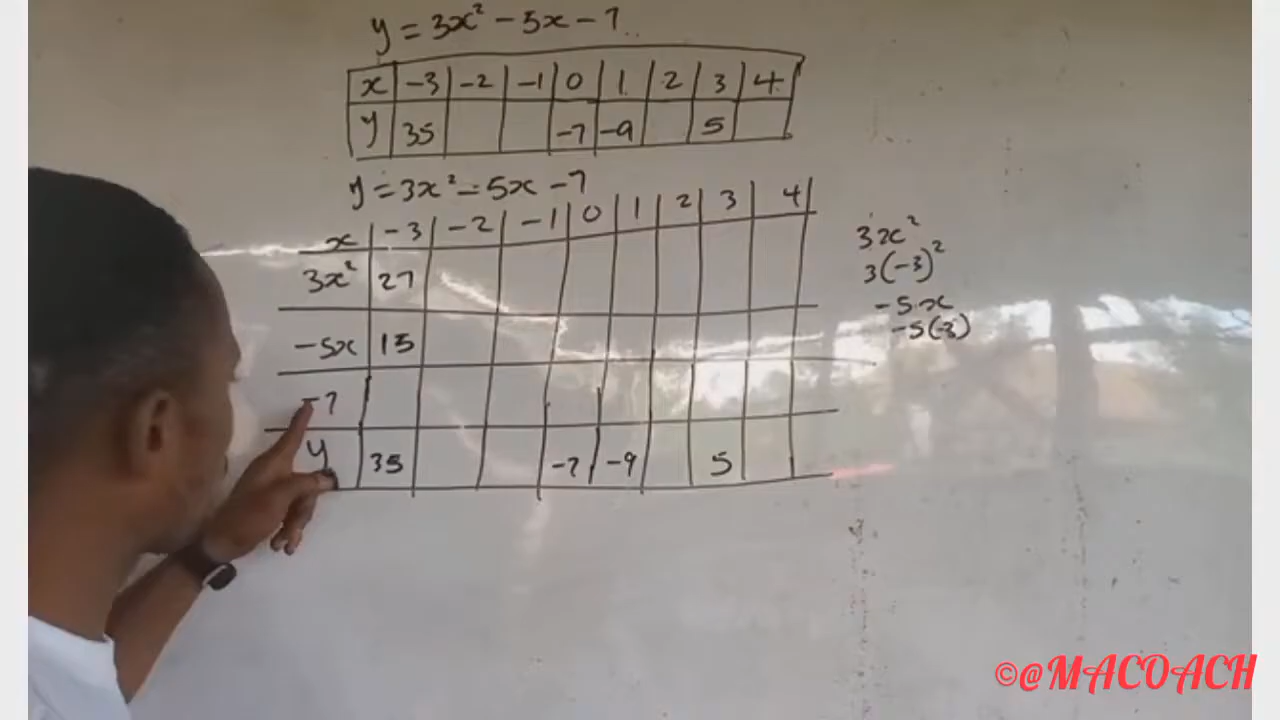 y = 3x² - 5x - 7
x -3 -2 -1 0 1 2 3 4
y 35 -7 -9 5
y = 3x² - 5x - 7
x -3 -2 -1 0 1 2 3 4
3x² 27
-5x 15
-7
y 35 -7 -9 5
3x²
3(-3)²
-5x
-5(-3)
©@MACOACH